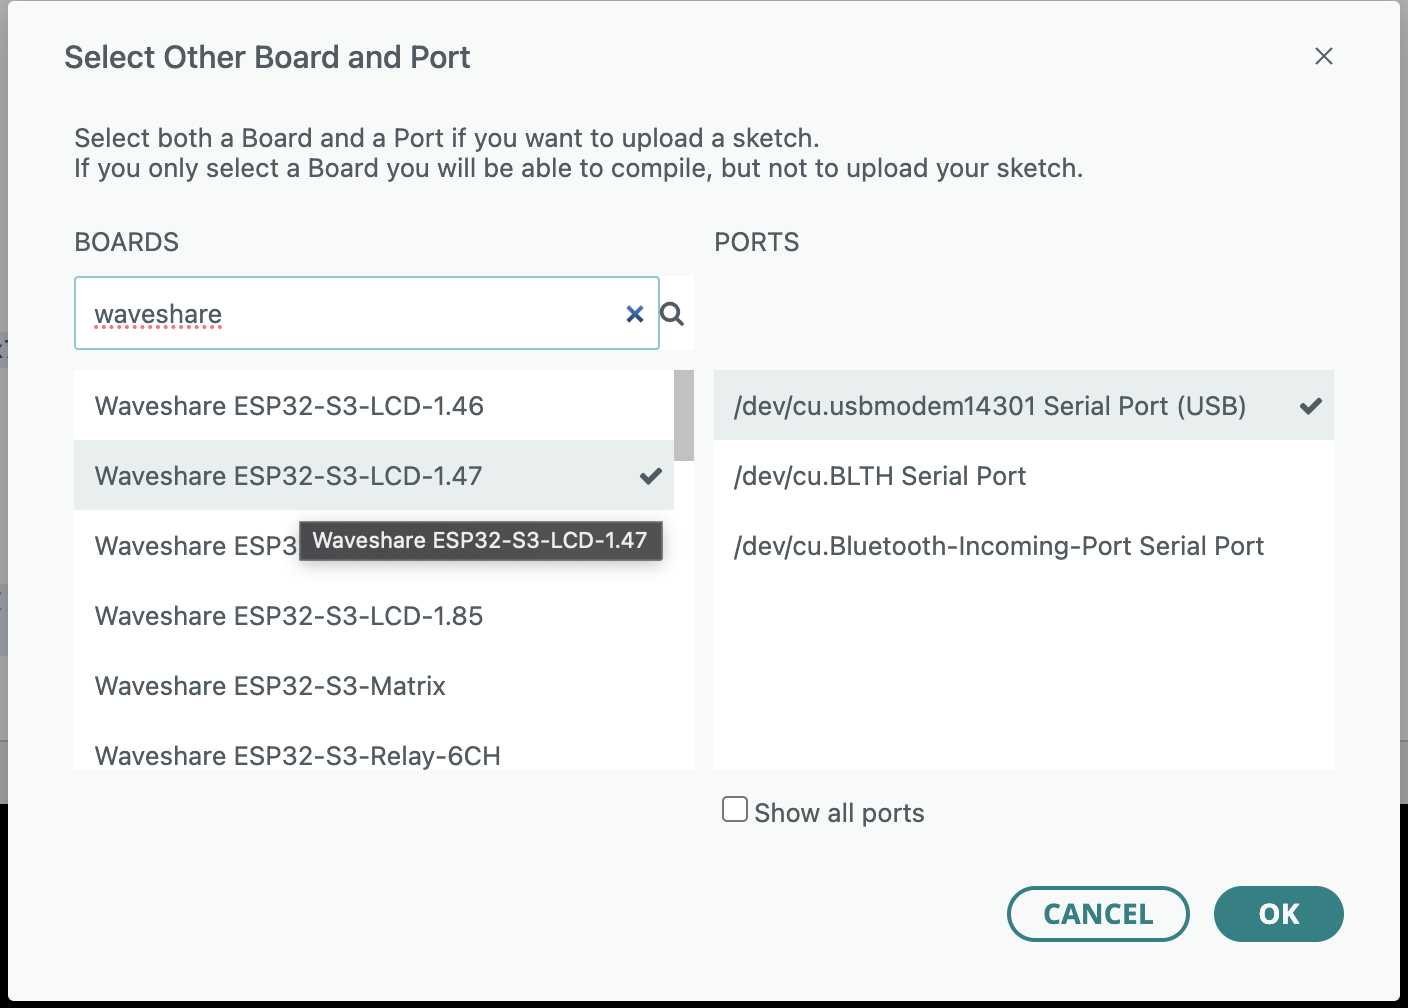 Select Other Board and Port
Select both a Board and a Port if you want to upload a sketch.
If you only select a Board you will be able to compile, but not to upload your sketch.
BOARDS
waveshare
Waveshare ESP32-S3-LCD-1.46
Waveshare ESP32-S3-LCD-1.47
Waveshare ESP3
Waveshare ESP32-S3-LCD-1.47
Waveshare ESP32-S3-LCD-1.85
Waveshare ESP32-S3-Matrix
Waveshare ESP32-S3-Relay-6CH
PORTS
/dev/cu.usbmodem14301 Serial Port (USB)
/dev/cu.BLTH Serial Port
/dev/cu.Bluetooth-Incoming-Port Serial Port
Show all ports
CANCEL
OK